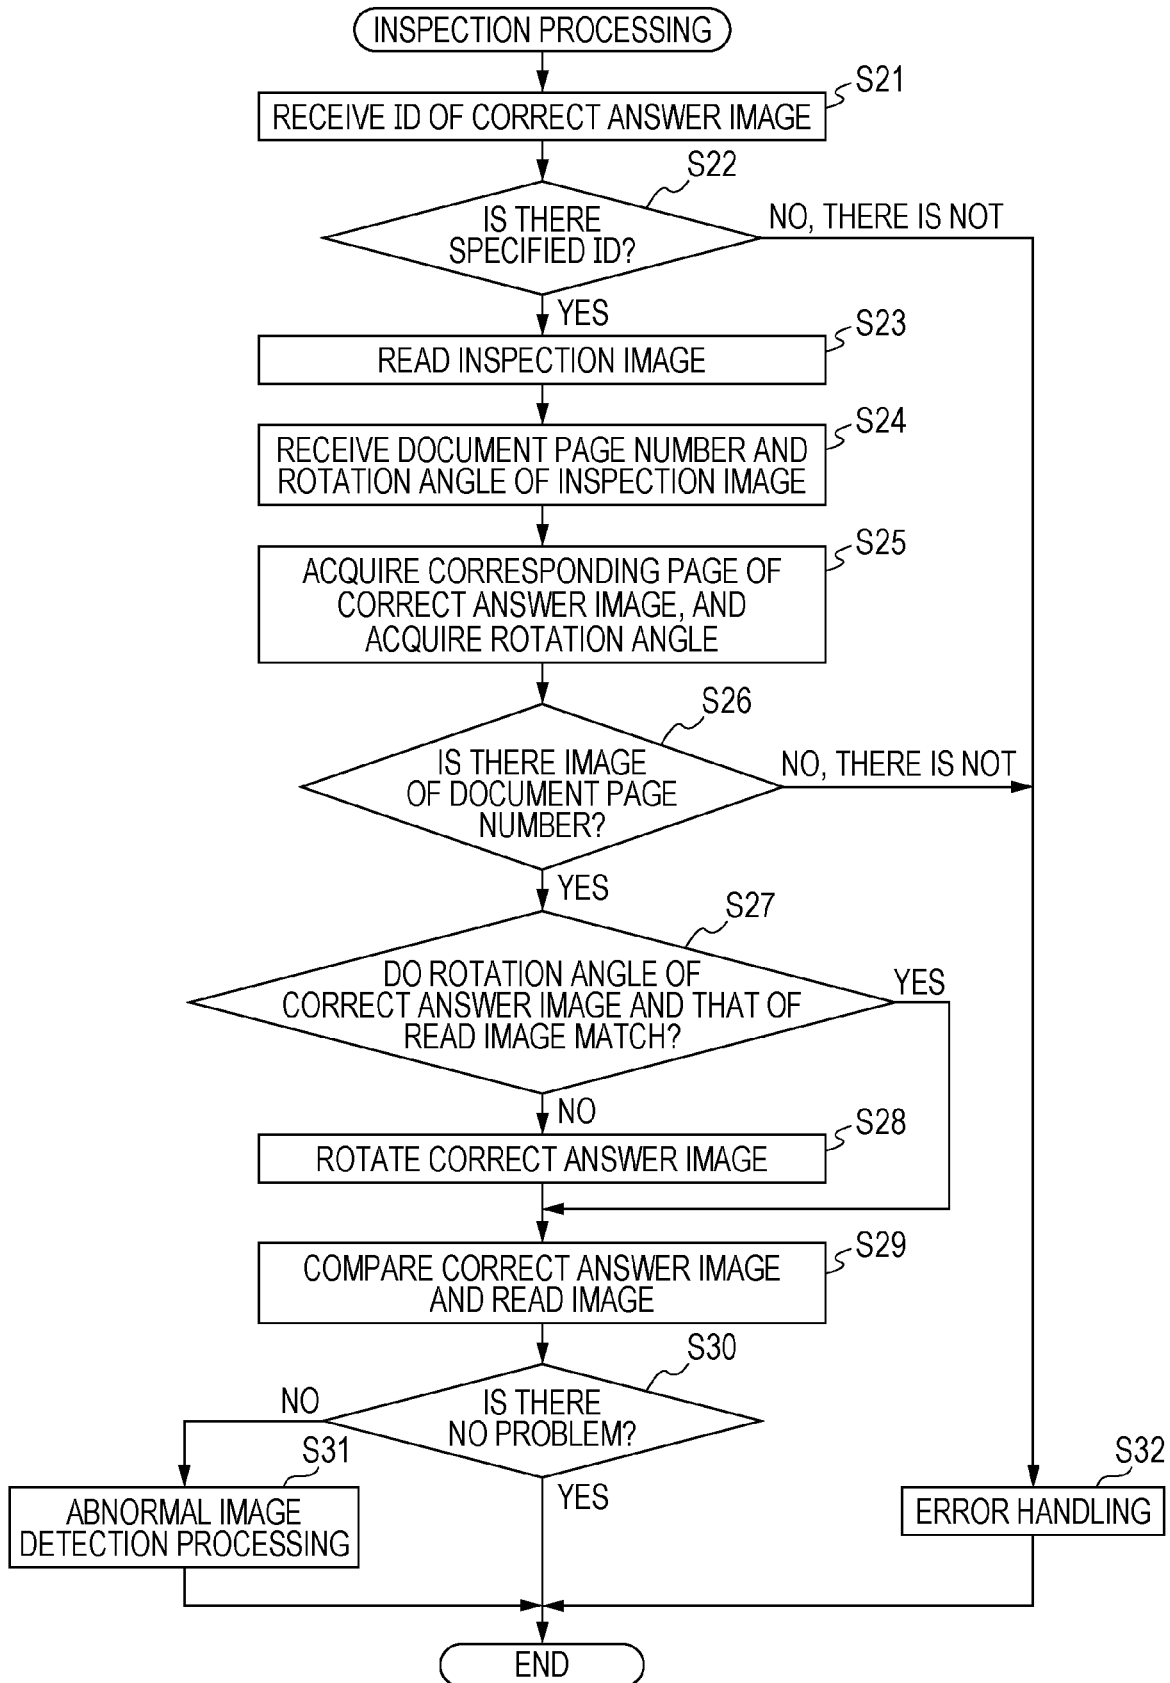 INSPECTION PROCESSING
S21
RECEIVE ID OF CORRECT ANSWER IMAGE
S22
IS THERE
SPECIFIED ID?
NO, THERE IS NOT
YES
S23
READ INSPECTION IMAGE
S24
RECEIVE DOCUMENT PAGE NUMBER AND
ROTATION ANGLE OF INSPECTION IMAGE
S25
ACQUIRE CORRESPONDING PAGE OF
CORRECT ANSWER IMAGE, AND
ACQUIRE ROTATION ANGLE
S26
IS THERE IMAGE
OF DOCUMENT PAGE
NUMBER?
NO, THERE IS NOT
YES
S27
DO ROTATION ANGLE OF
CORRECT ANSWER IMAGE AND THAT OF
READ IMAGE MATCH?
YES
NO
S28
ROTATE CORRECT ANSWER IMAGE
S29
COMPARE CORRECT ANSWER IMAGE
AND READ IMAGE
S30
IS THERE
NO PROBLEM?
NO
YES
S31
ABNORMAL IMAGE
DETECTION PROCESSING
S32
ERROR HANDLING
END